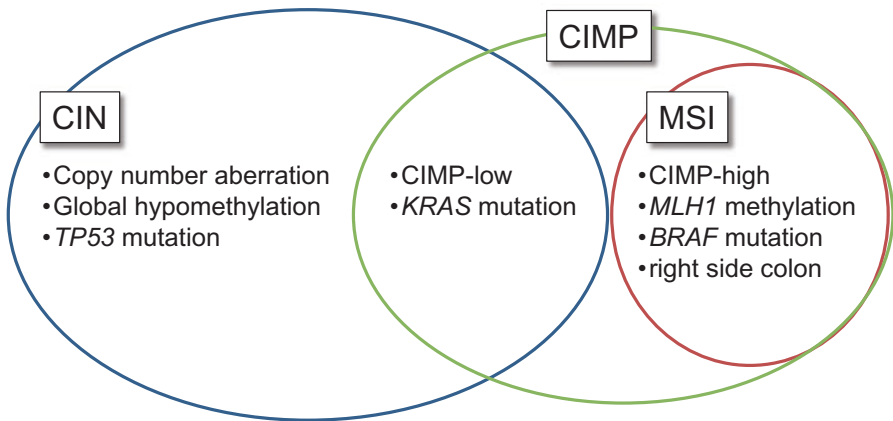 CIMP
CIN
•Copy number aberration
•Global hypomethylation
•TP53 mutation
•CIMP-low
•KRAS mutation
MSI
•CIMP-high
•MLH1 methylation
•BRAF mutation
•right side colon